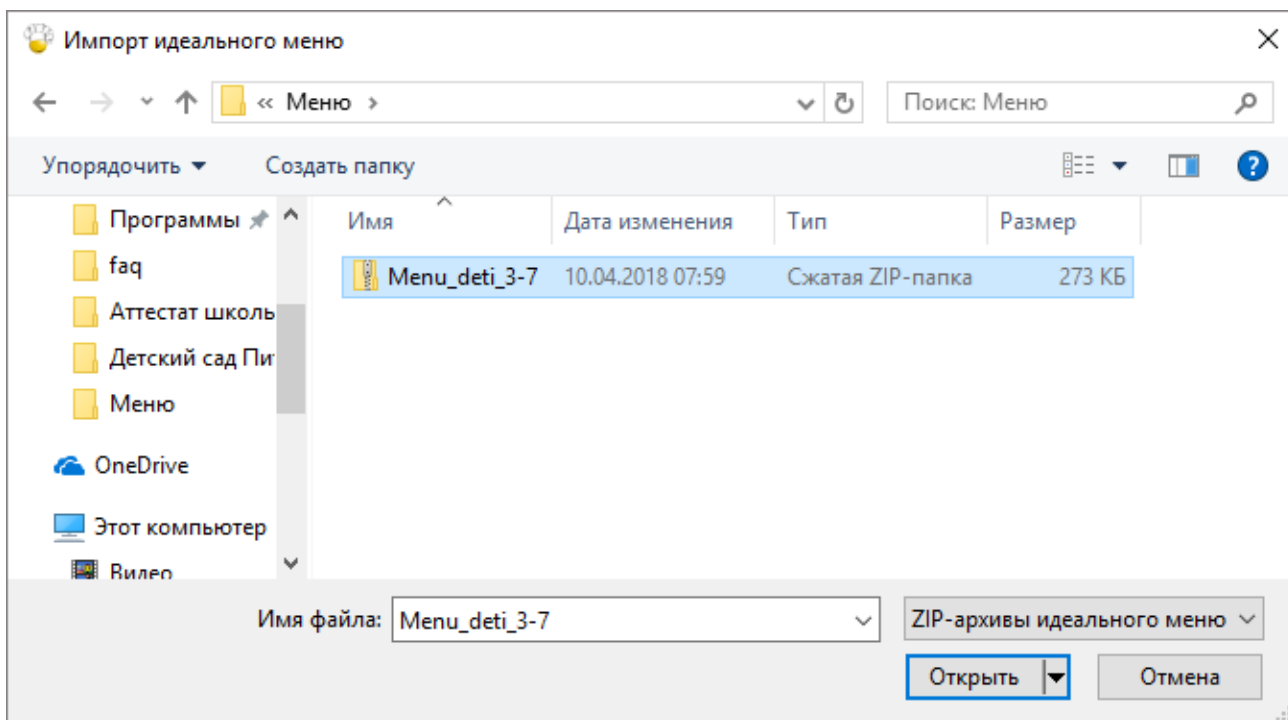 Импорт идеального меню
« Меню ›
Поиск: Меню
Упорядочить
Создать папку
?
Имя
Дата изменения
Тип
Размер
Программы
faq
Аттестат школь
Детский сад Пи
Меню
OneDrive
Этот компьютер
Видео
Menu_deti_3-7 10.04.2018 07:59 Сжатая ZIP-папка 273 КБ
Имя файла: Menu_deti_3-7
ZIP-архивы идеального меню
Открыть
Отмена